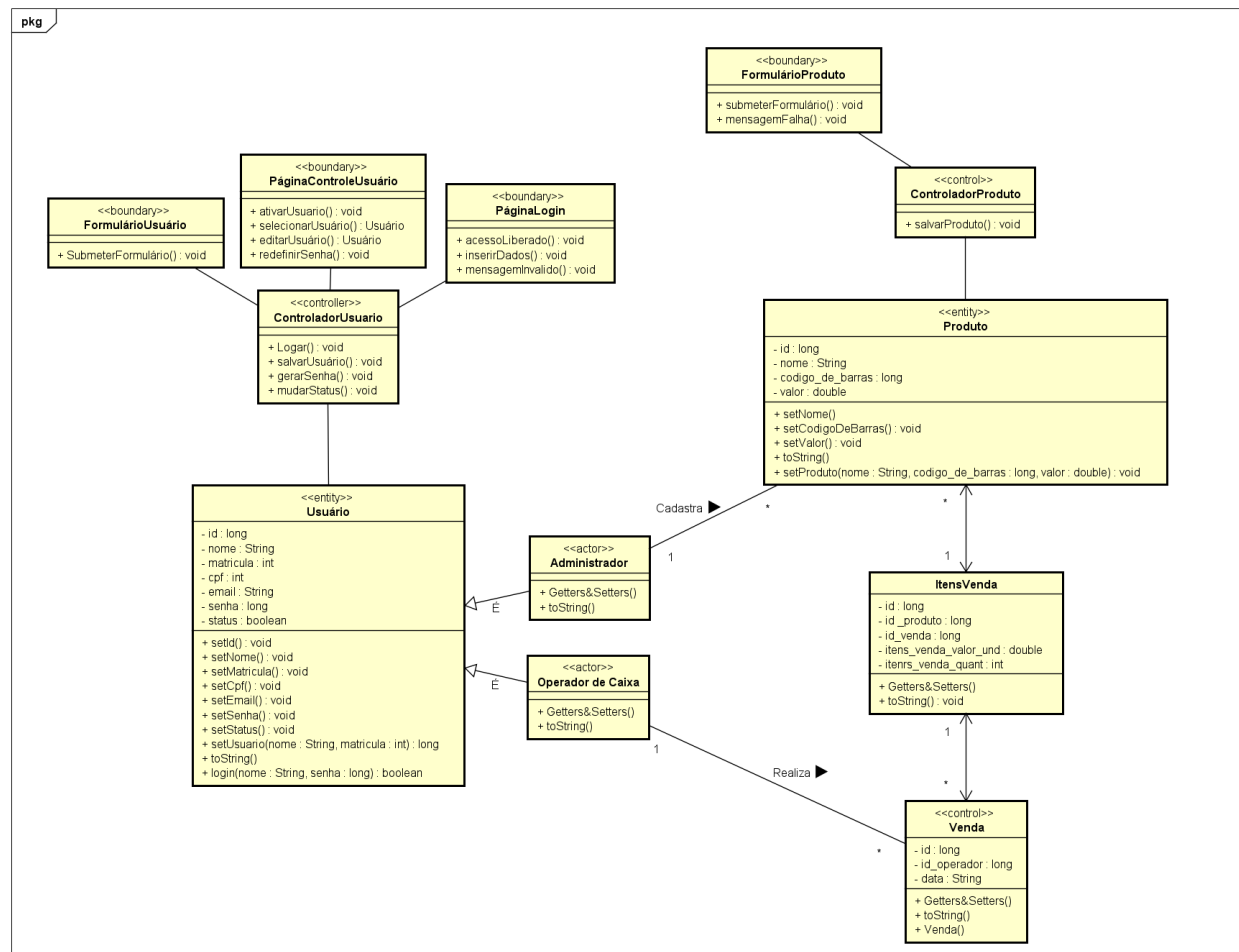 pkg
<<boundary>>
FormulárioProduto
+ submeterFormulário() : void
+ mensagemFalha() : void
<<control>>
ControladorProduto
+ salvarProduto() : void
<<boundary>>
PáginaControleUsuário
+ ativarUsuario() : void
+ selecionarUsuário() : Usuário
+ editarUsuário() : Usuário
+ redefinirSenha() : void
<<boundary>>
PáginaLogin
+ acessoLiberado() : void
+ inserirDados() : void
+ mensagemInvalido() : void
<<boundary>>
FormulárioUsuário
+ SubmeterFormulário() : void
<<controller>>
ControladorUsuario
+ Logar() : void
+ salvarUsuário() : void
+ gerarSenha() : void
+ mudarStatus() : void
<<entity>>
Produto
- id : long
- nome : String
- codigo_de_barras : long
- valor : double
+ setNome()
+ setCodigoDeBarras() : void
+ setValor() : void
+ toString()
+ setProduto(nome : String, codigo_de_barras : long, valor : double) : void
<<entity>>
Usuário
- id : long
- nome : String
- matricula : int
- cpf : int
- email : String
- senha : long
- status : boolean
+ setId() : void
+ setNome() : void
+ setMatricula() : void
+ setCpf() : void
+ setEmail() : void
+ setSenha() : void
+ setStatus() : void
+ setUsuario(nome : String, matricula : int) : long
+ toString()
+ login(nome : String, senha : long) : boolean
Cadastra
*
1
<<actor>>
Administrador
+ Getters&Setters()
+ toString()
É
<<actor>>
Operador de Caixa
+ Getters&Setters()
+ toString()
É
*
1
ItensVenda
- id : long
- id _produto : long
- id_venda : long
- itens_venda_valor_und : double
- itenrs_venda_quant : int
+ Getters&Setters()
+ toString() : void
1
*
1
Realiza
*
<<control>>
Venda
- id : long
- id_operador : long
- data : String
+ Getters&Setters()
+ toString()
+ Venda()